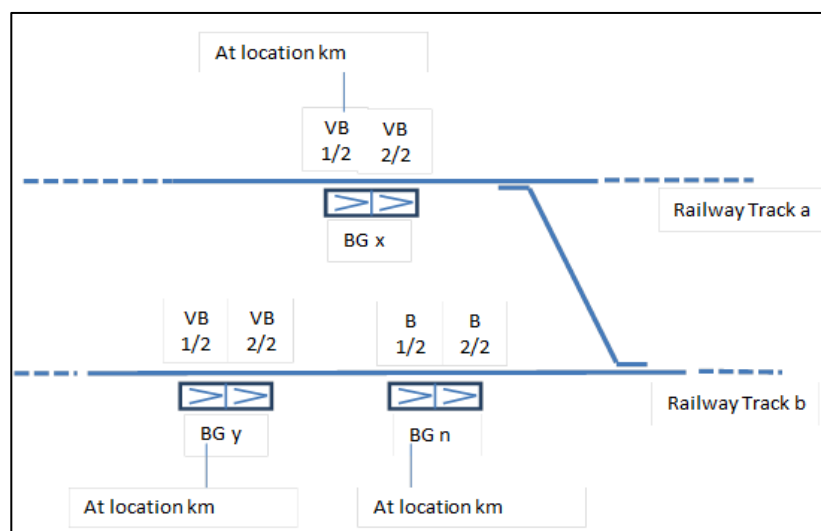 At location km
VB VB
1/2 2/2
BG x
Railway Track a
VB VB B B
1/2 2/2 1/2 2/2
BG y BG n
Railway Track b
At location km At location km